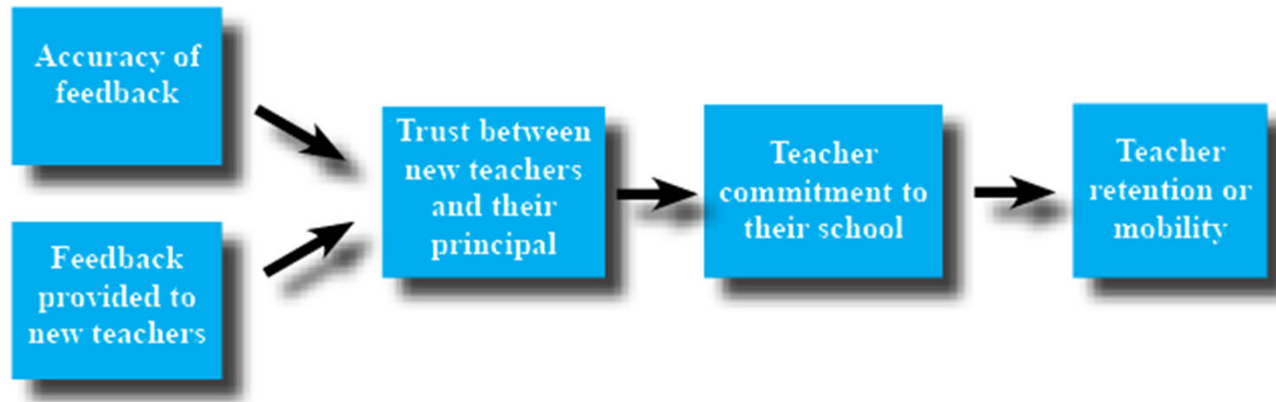 Accuracy of
feedback
Feedback
provided to
new teachers
Trust between
new teachers
and their
principal
Teacher
commitment to
their school
Teacher
retention or
mobility